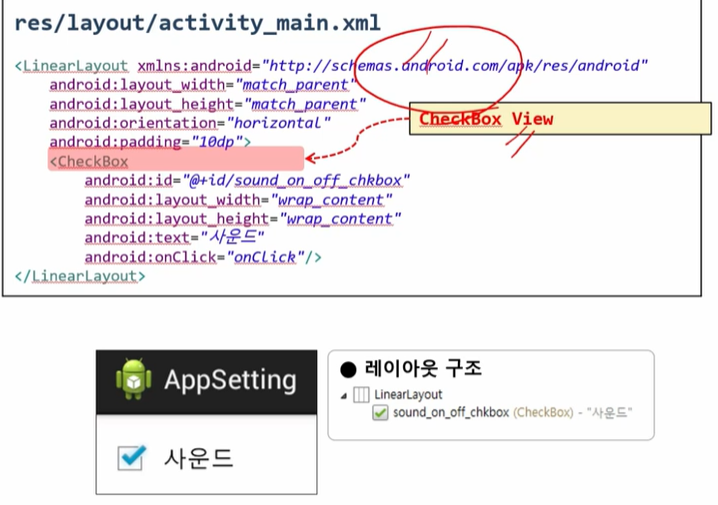 res/layout/activity_main.xml
<LinearLayout xmlns:android="http://schemas.android.com/apk/res/android"
android:layout_width="match_parent"
android:layout_height="match_parent"
android:orientation="horizontal"
android:padding="10dp">
<CheckBox
CheckBox View
android:id="@+id/sound_on_off_chkbox"
android:layout_width="wrap_content"
android:layout_height="wrap_content"
android:text="사운드"
android:onClick="onClick"/>
</LinearLayout>
AppSetting
사운드
● 레이아웃 구조
LinearLayout
sound_on_off_chkbox (CheckBox) - "사운드"